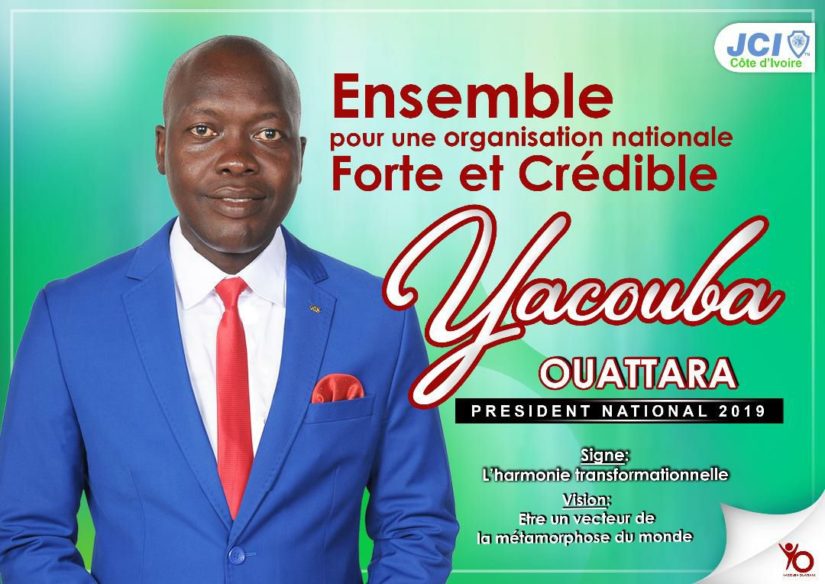 JCI
Côte d'Ivoire
Ensemble
pour une organisation nationale
Forte et Crédible
Yacouba
OUATTARA
PRESIDENT NATIONAL 2019
Signe:
L'harmonie transformationnelle
Vision:
Etre un vecteur de
la métamorphose du monde
YO